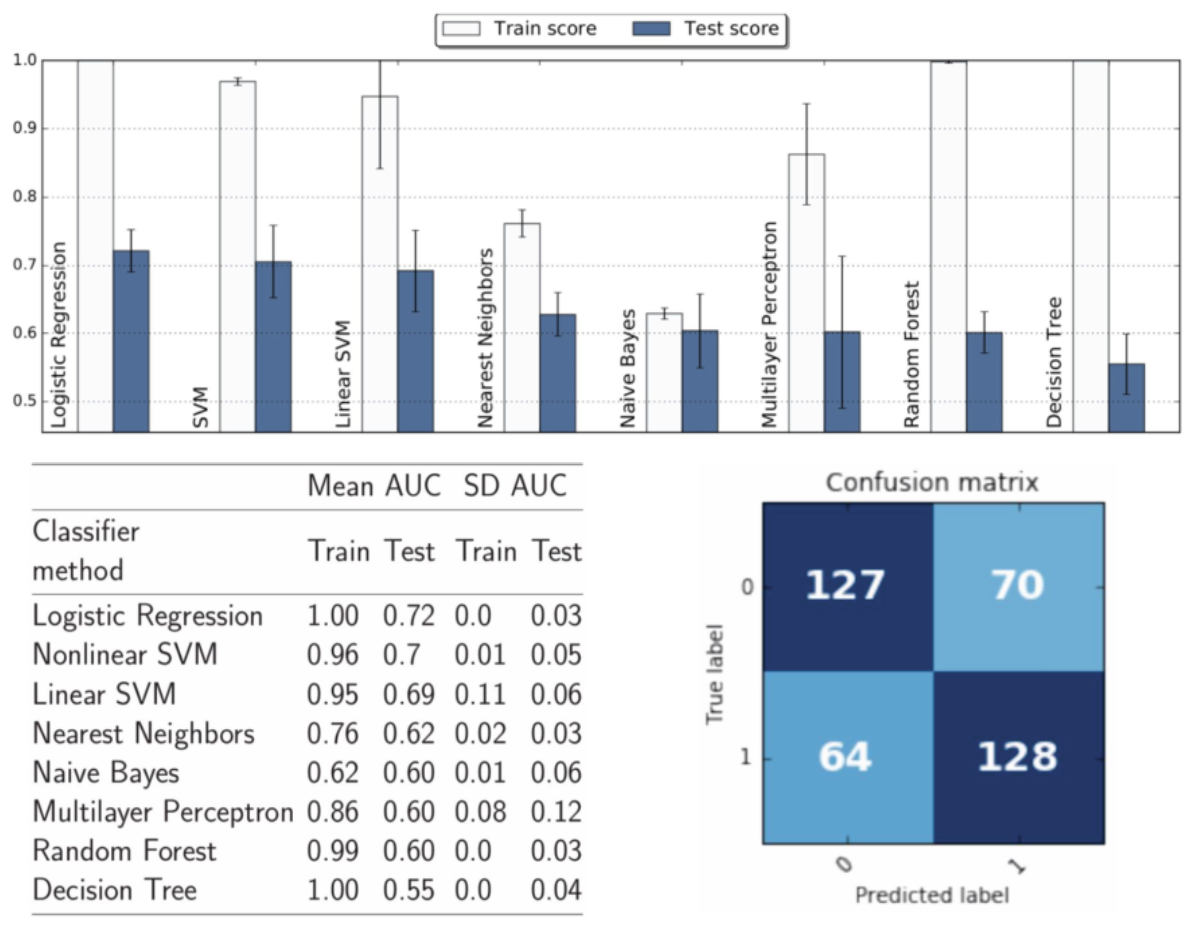 Train score Test score
1.0
0.9
0.8
0.7
0.6
0.5
Logistic Regression
SVM
Linear SVM
Nearest Neighbors
Naive Bayes
Multilayer Perceptron
Random Forest
Decision Tree
Mean AUC SD AUC
Classifier
method
Train Test Train Test
Logistic Regression 1.00 0.72 0.0 0.03
Nonlinear SVM 0.96 0.7 0.01 0.05
Linear SVM 0.95 0.69 0.11 0.06
Nearest Neighbors 0.76 0.62 0.02 0.03
Naive Bayes 0.62 0.60 0.01 0.06
Multilayer Perceptron 0.86 0.60 0.08 0.12
Random Forest 0.99 0.60 0.0 0.03
Decision Tree 1.00 0.55 0.0 0.04
Confusion matrix
True label
0 127 70
1 64 128
0 1
Predicted label